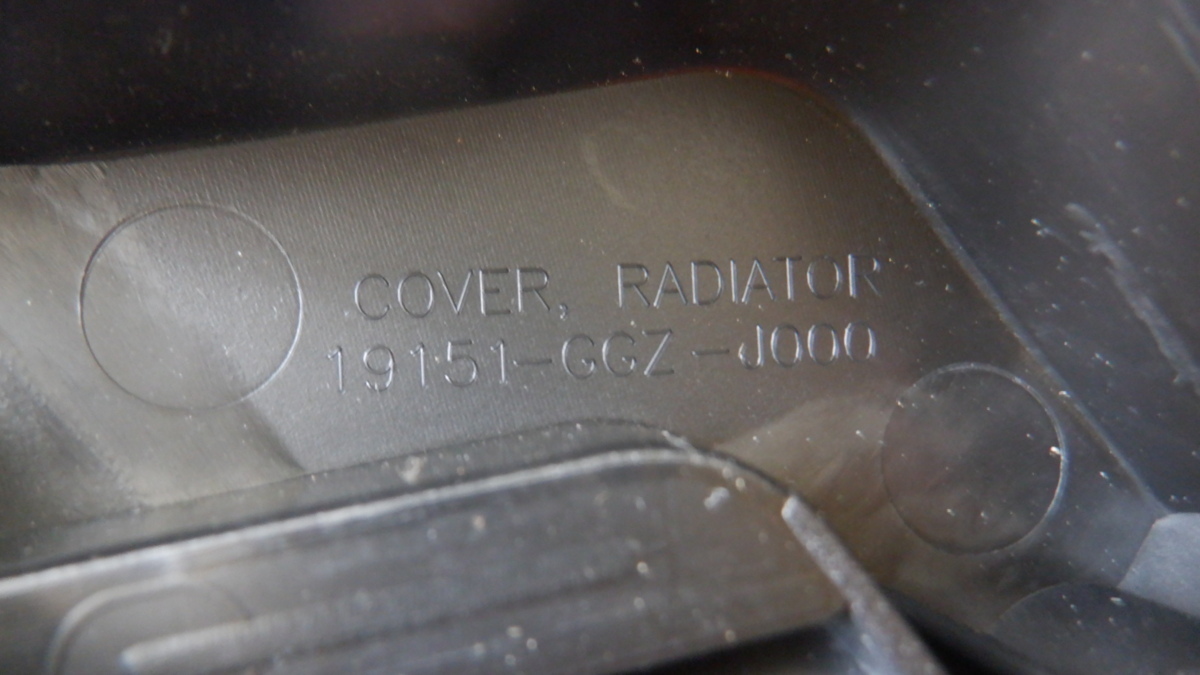 COVER, RADIATOR
19151-GGZ-J000